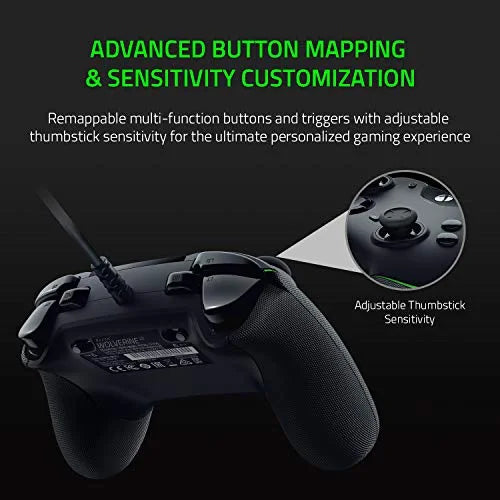 ADVANCED BUTTON MAPPING
& SENSITIVITY CUSTOMIZATION
Remappable multi-function buttons and triggers with adjustable
thumbstick sensitivity for the ultimate personalized gaming experience
Adjustable Thumbstick
Sensitivity
WOLVERINE